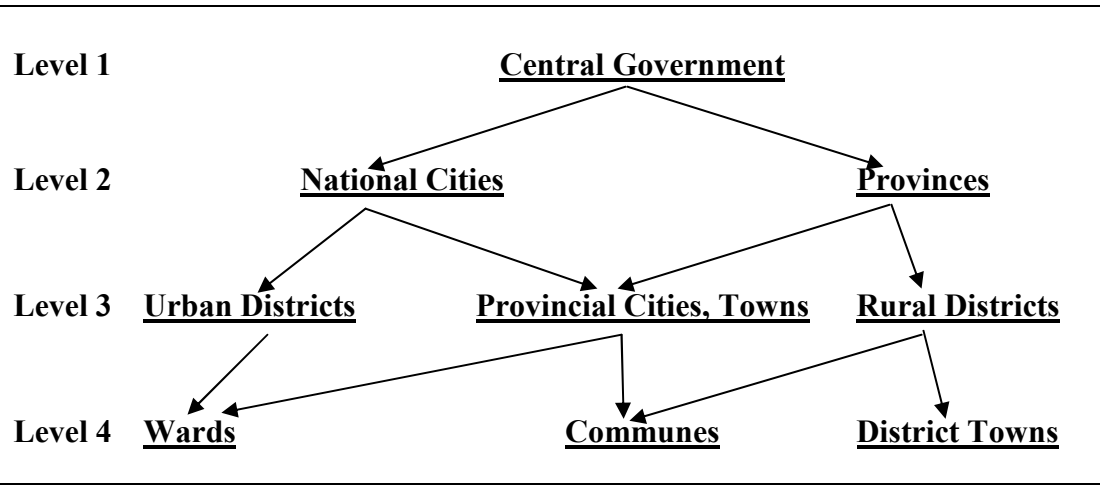 Level 1 Central Government
Level 2 National Cities Provinces
Level 3 Urban Districts Provincial Cities, Towns Rural Districts
Level 4 Wards Communes District Towns